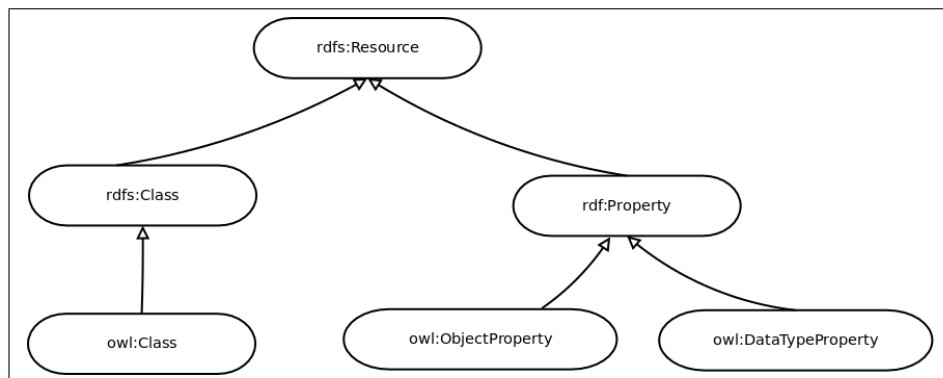 rdfs:Resource
rdfs:Class
rdf:Property
owl:Class
owl:ObjectProperty
owl:DataTypeProperty